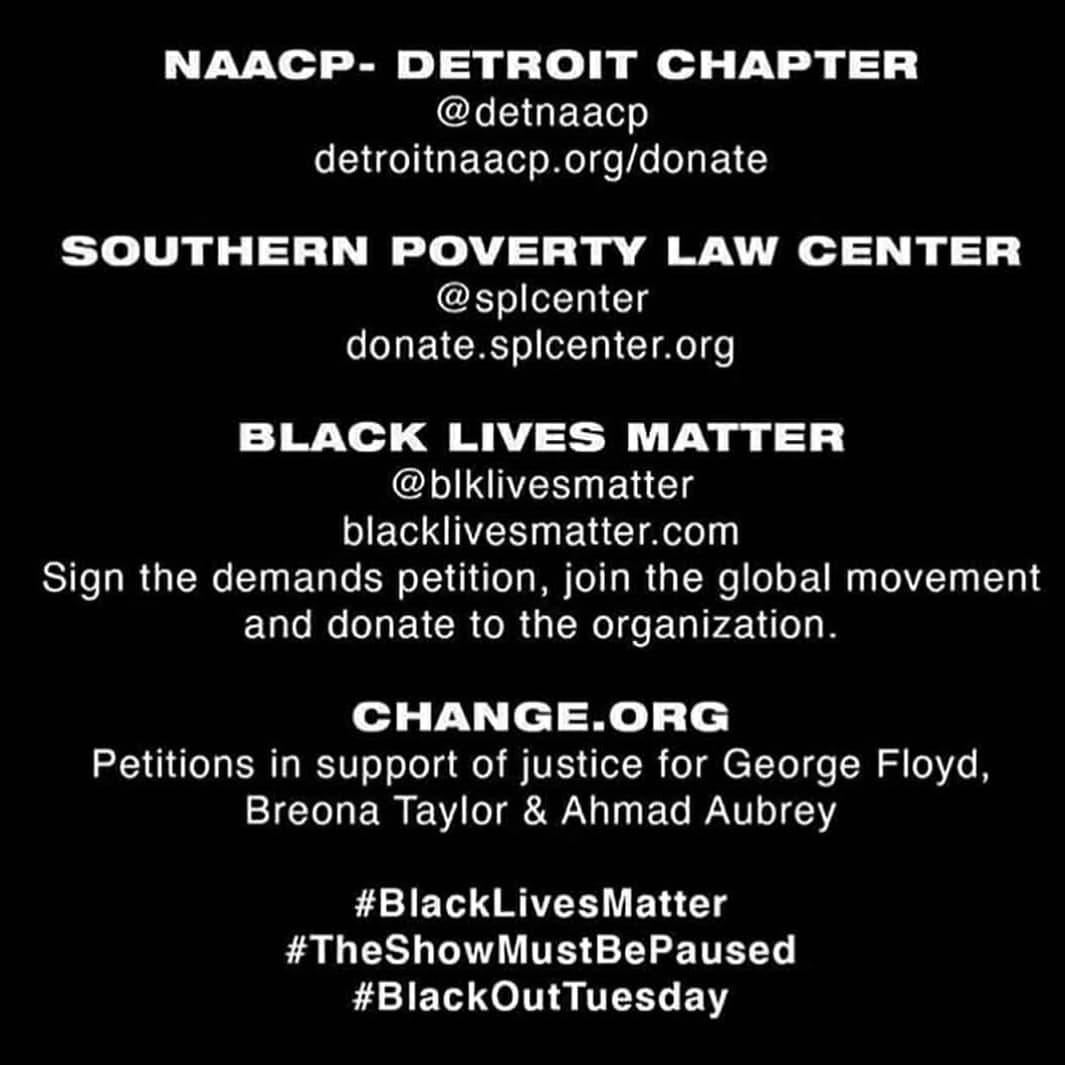 NAACP- DETROIT CHAPTER
@detnaacp
detroitnaacp.org/donate
SOUTHERN POVERTY LAW CENTER
@splcenter
donate.splcenter.org
BLACK LIVES MATTER
@blklivesmatter
blacklivesmatter.com
Sign the demands petition, join the global movement
and donate to the organization.
CHANGE.ORG
Petitions in support of justice for George Floyd,
Breona Taylor & Ahmad Aubrey
#BlackLivesMatter
#TheShowMustBePaused
#BlackOutTuesday